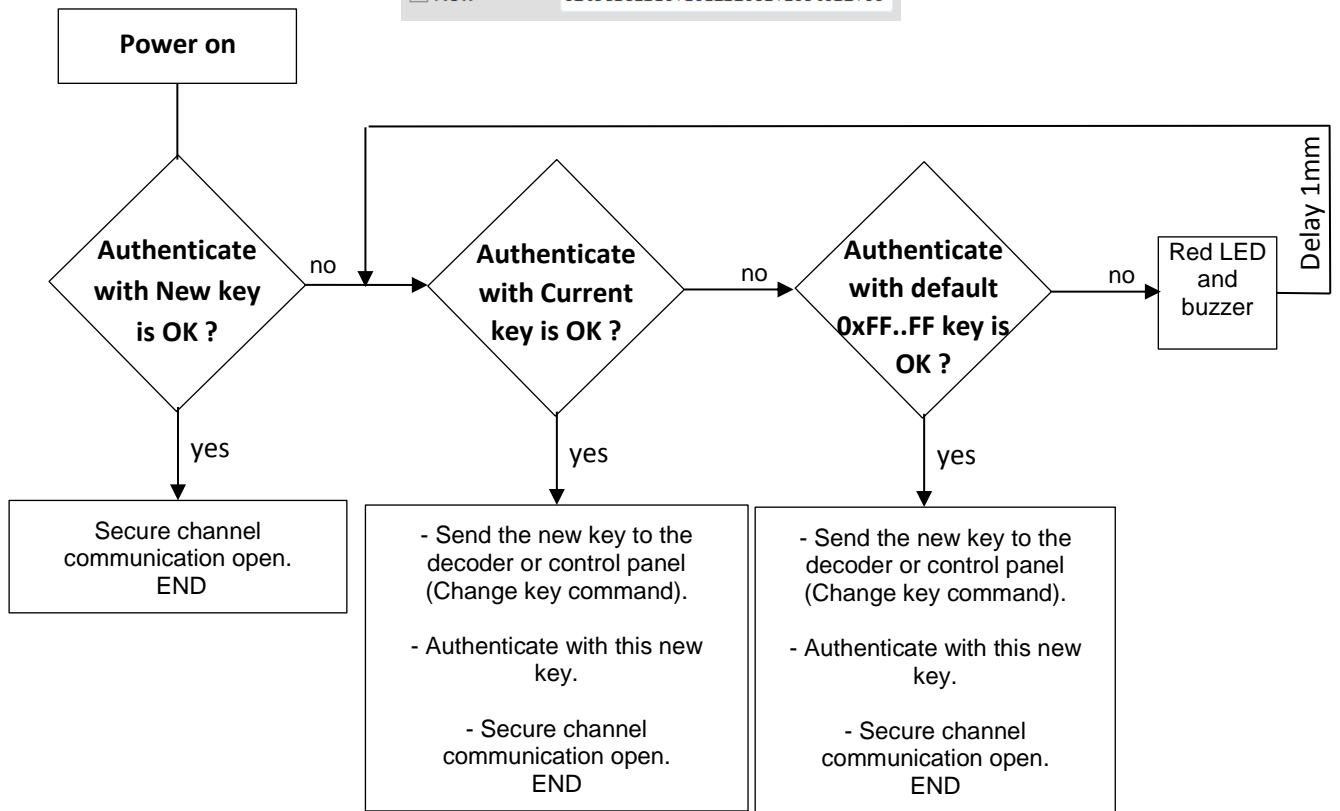 Power on
Delay 1mm
Authenticate
with New key
is OK ?
no
Authenticate
with Current
key is OK ?
no
Authenticate
with default
0xFF..FF key is
OK ?
no
Red LED
and
buzzer
yes
yes
yes
Secure channel
communication open.
END
- Send the new key to the
decoder or control panel
(Change key command).
- Authenticate with this new
key.
- Secure channel
communication open.
END
- Send the new key to the
decoder or control panel
(Change key command).
- Authenticate with this new
key.
- Secure channel
communication open.
END